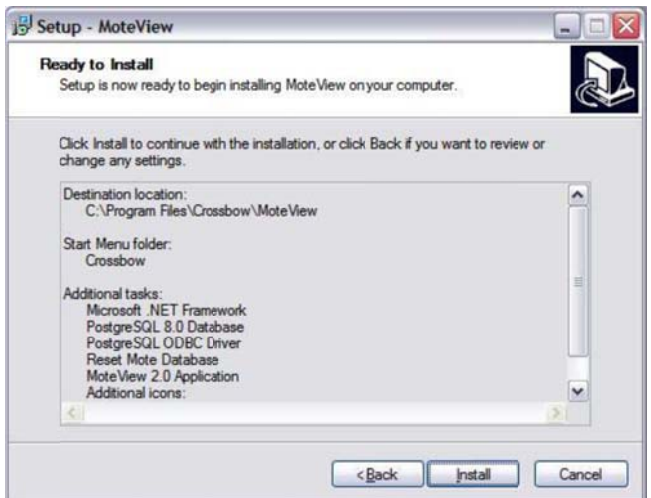 Setup - MoteView
Ready to Install
Setup is now ready to begin installing MoteView on your computer.
Click Install to continue with the installation, or click Back if you want to review or
change any settings.
Destination location:
C:\Program Files\Crossbow\MoteView
Start Menu folder:
Crossbow
Additional tasks:
Microsoft .NET Framework
PostgreSQL 8.0 Database
PostgreSQL ODBC Driver
Reset Mote Database
MoteView 2.0 Application
Additional icons:
< Back
Install
Cancel